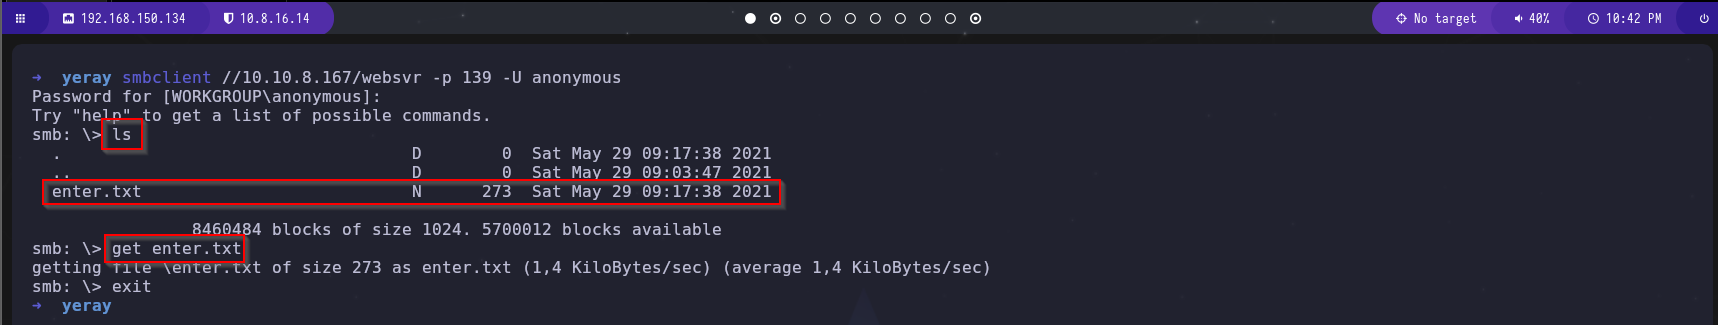 192.168.150.134 10.8.16.14 No target 40% 10:42 PM
→ yeray smbclient //10.10.8.167/websvr -p 139 -U anonymous
Password for [WORKGROUP\anonymous]:
Try "help" to get a list of possible commands.
smb: \> ls
. D 0 Sat May 29 09:17:38 2021
.. D 0 Sat May 29 09:03:47 2021
enter.txt N 273 Sat May 29 09:17:38 2021
8460484 blocks of size 1024. 5700012 blocks available
smb: \> get enter.txt
getting file \enter.txt of size 273 as enter.txt (1,4 KiloBytes/sec) (average 1,4 KiloBytes/sec)
smb: \> exit
→ yeray